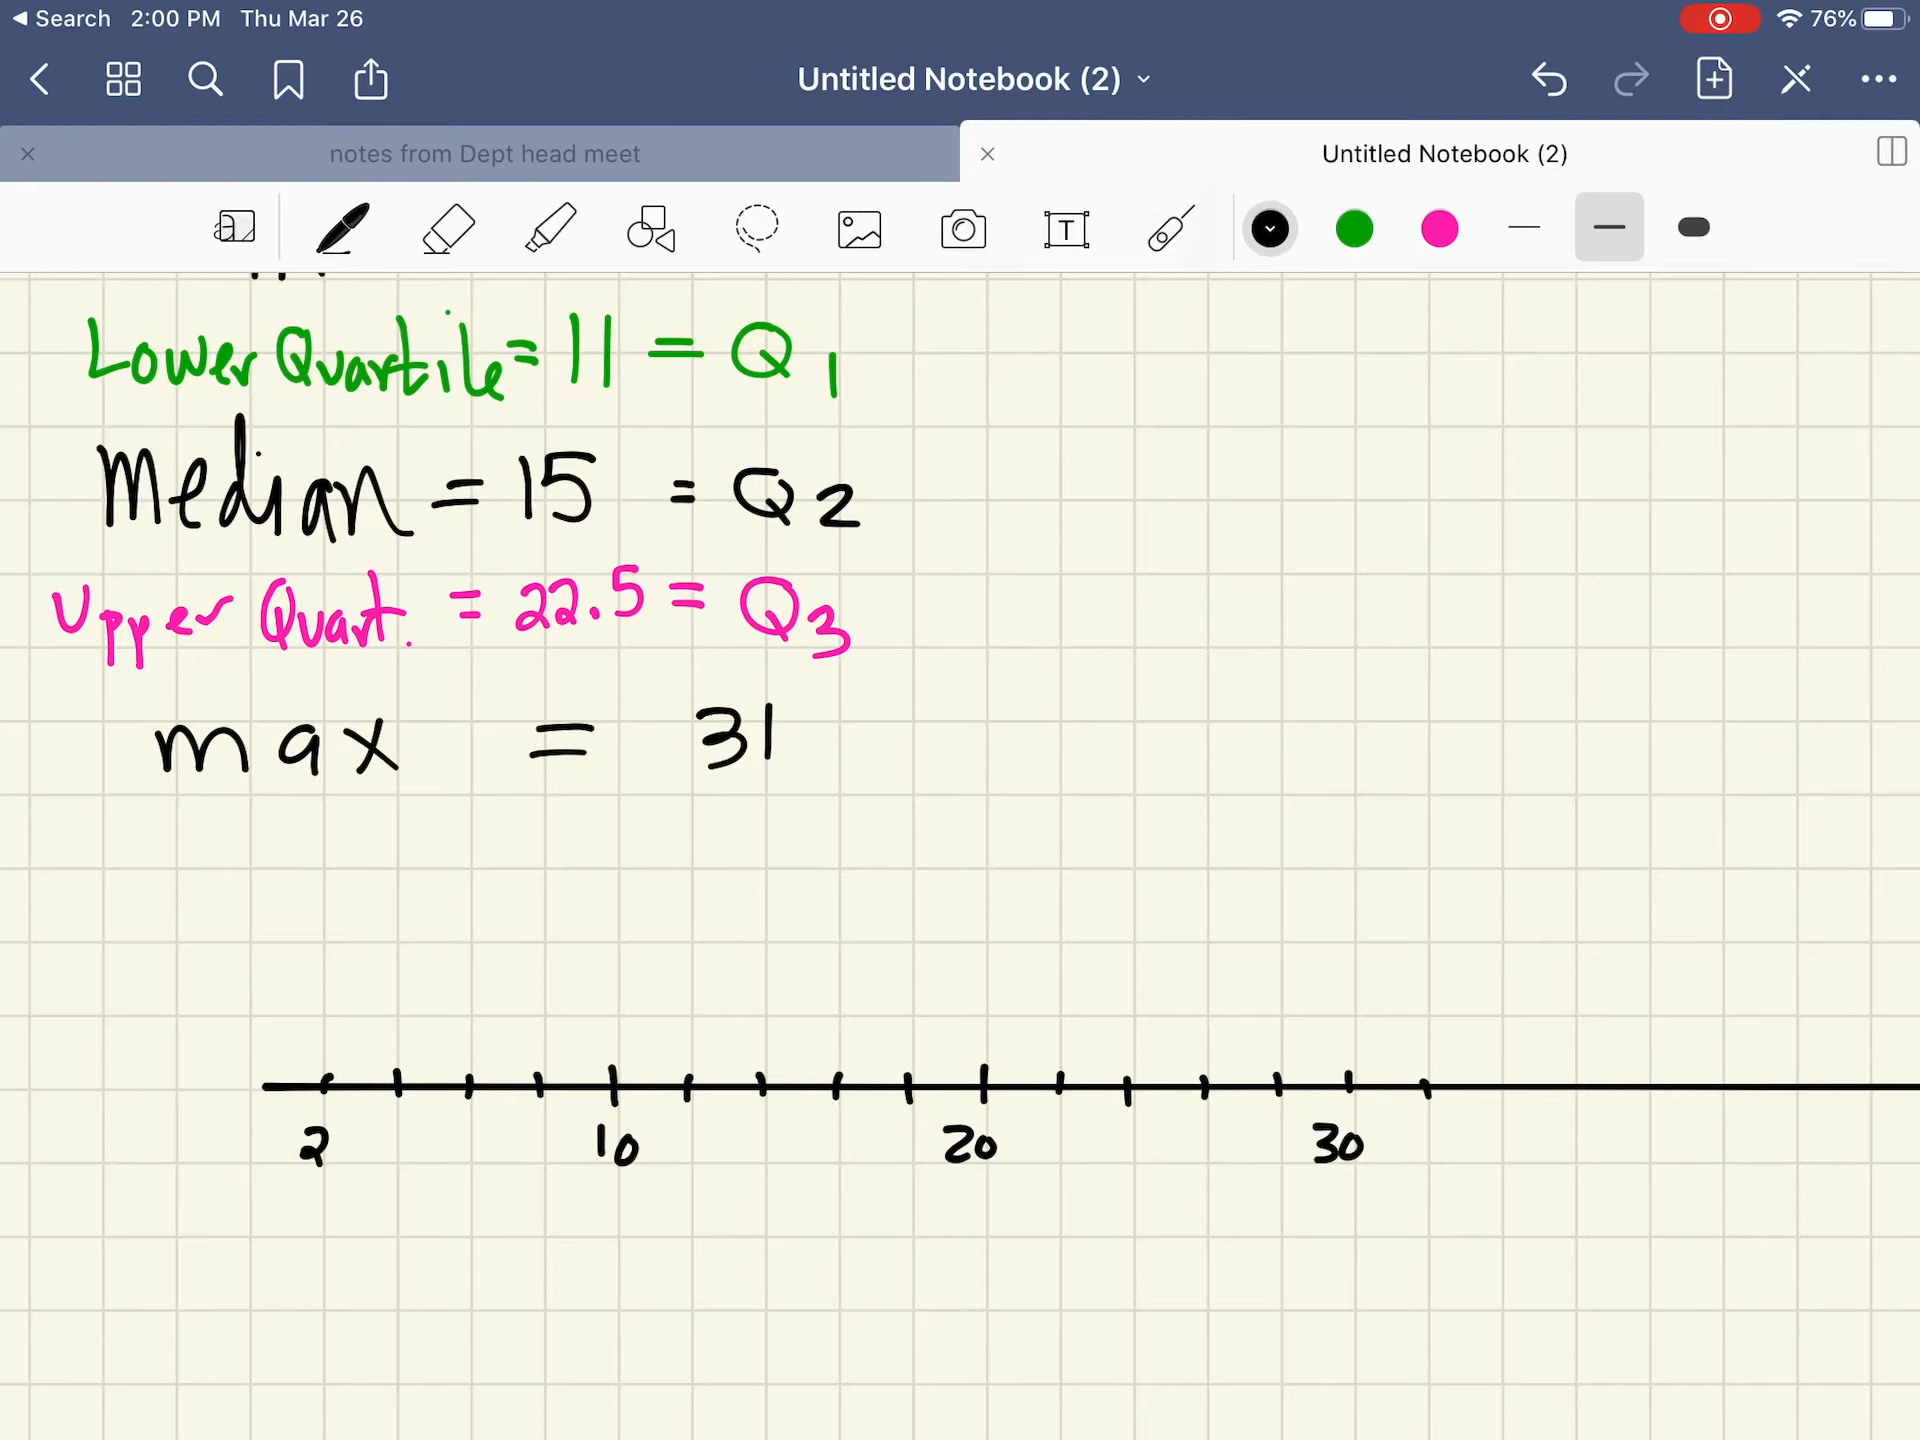 Search 2:00 PM Thu Mar 26 76%
Untitled Notebook (2)
notes from Dept head meet
Untitled Notebook (2)
Lower Quartile = 11 = Q1
Median = 15 = Q2
Upper Quart. = 22.5 = Q3
max = 31
2 10 20 30